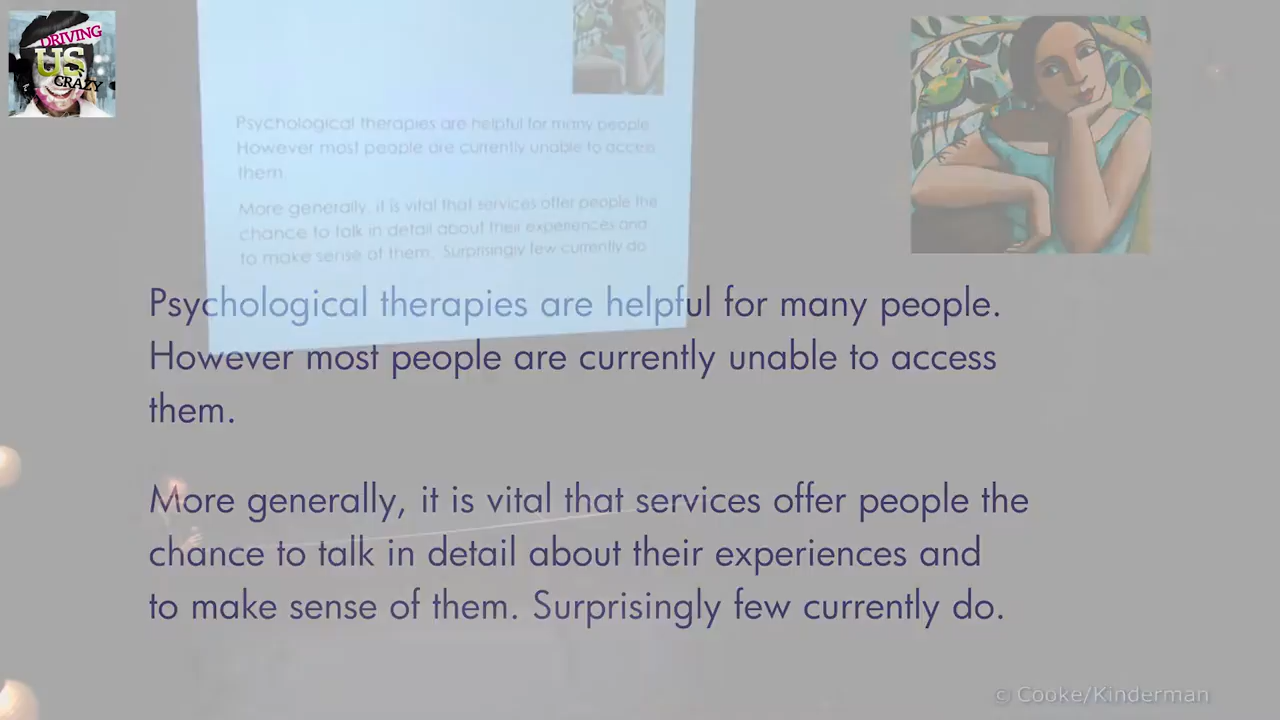 DRIVING
US
CRAZY
Psychological therapies are helpful for many people
However most people are currently unable to access
them
More generally, it is vital that services offer people the
chance to talk in detail about their experiences and
to make sense of them. Surprisingly few currently do
Psychological therapies are helpful for many people.
However most people are currently unable to access
them.
More generally, it is vital that services offer people the
chance to talk in detail about their experiences and
to make sense of them. Surprisingly few currently do.
© Cooke/Kinderman